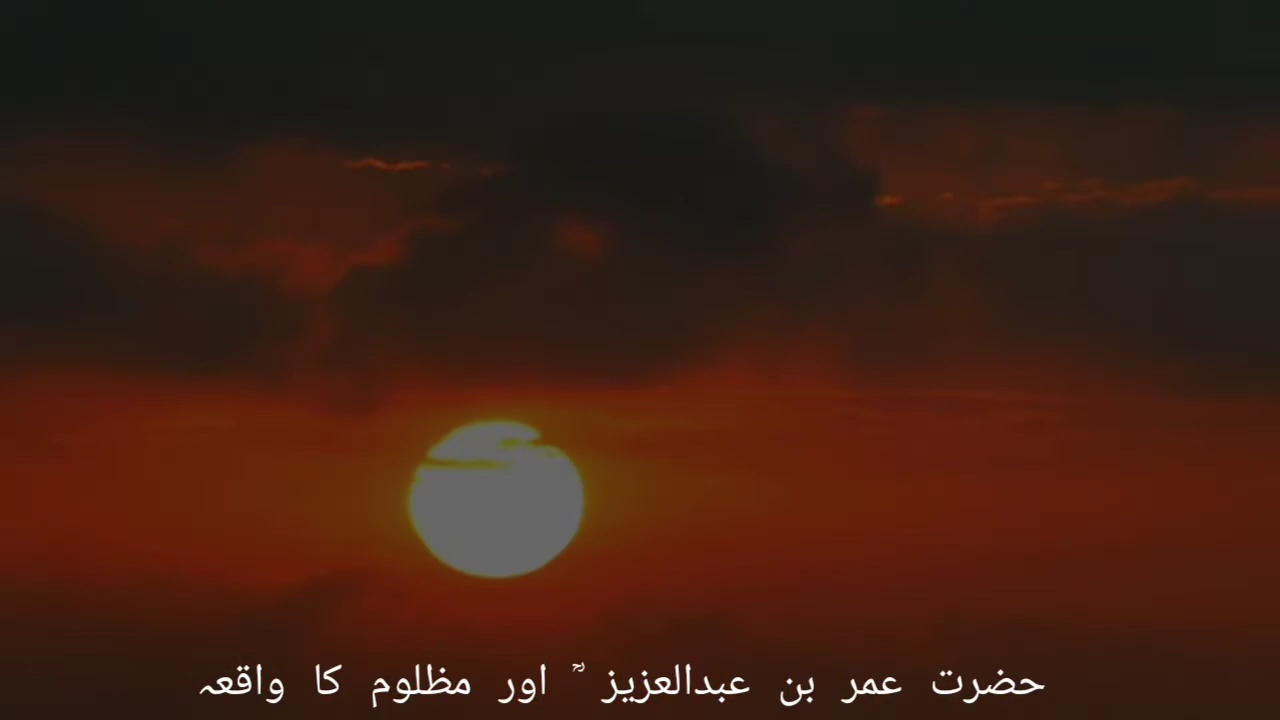 حضرت عمر بن عبدالعزیز ؒ اور مظلوم کا واقعہ